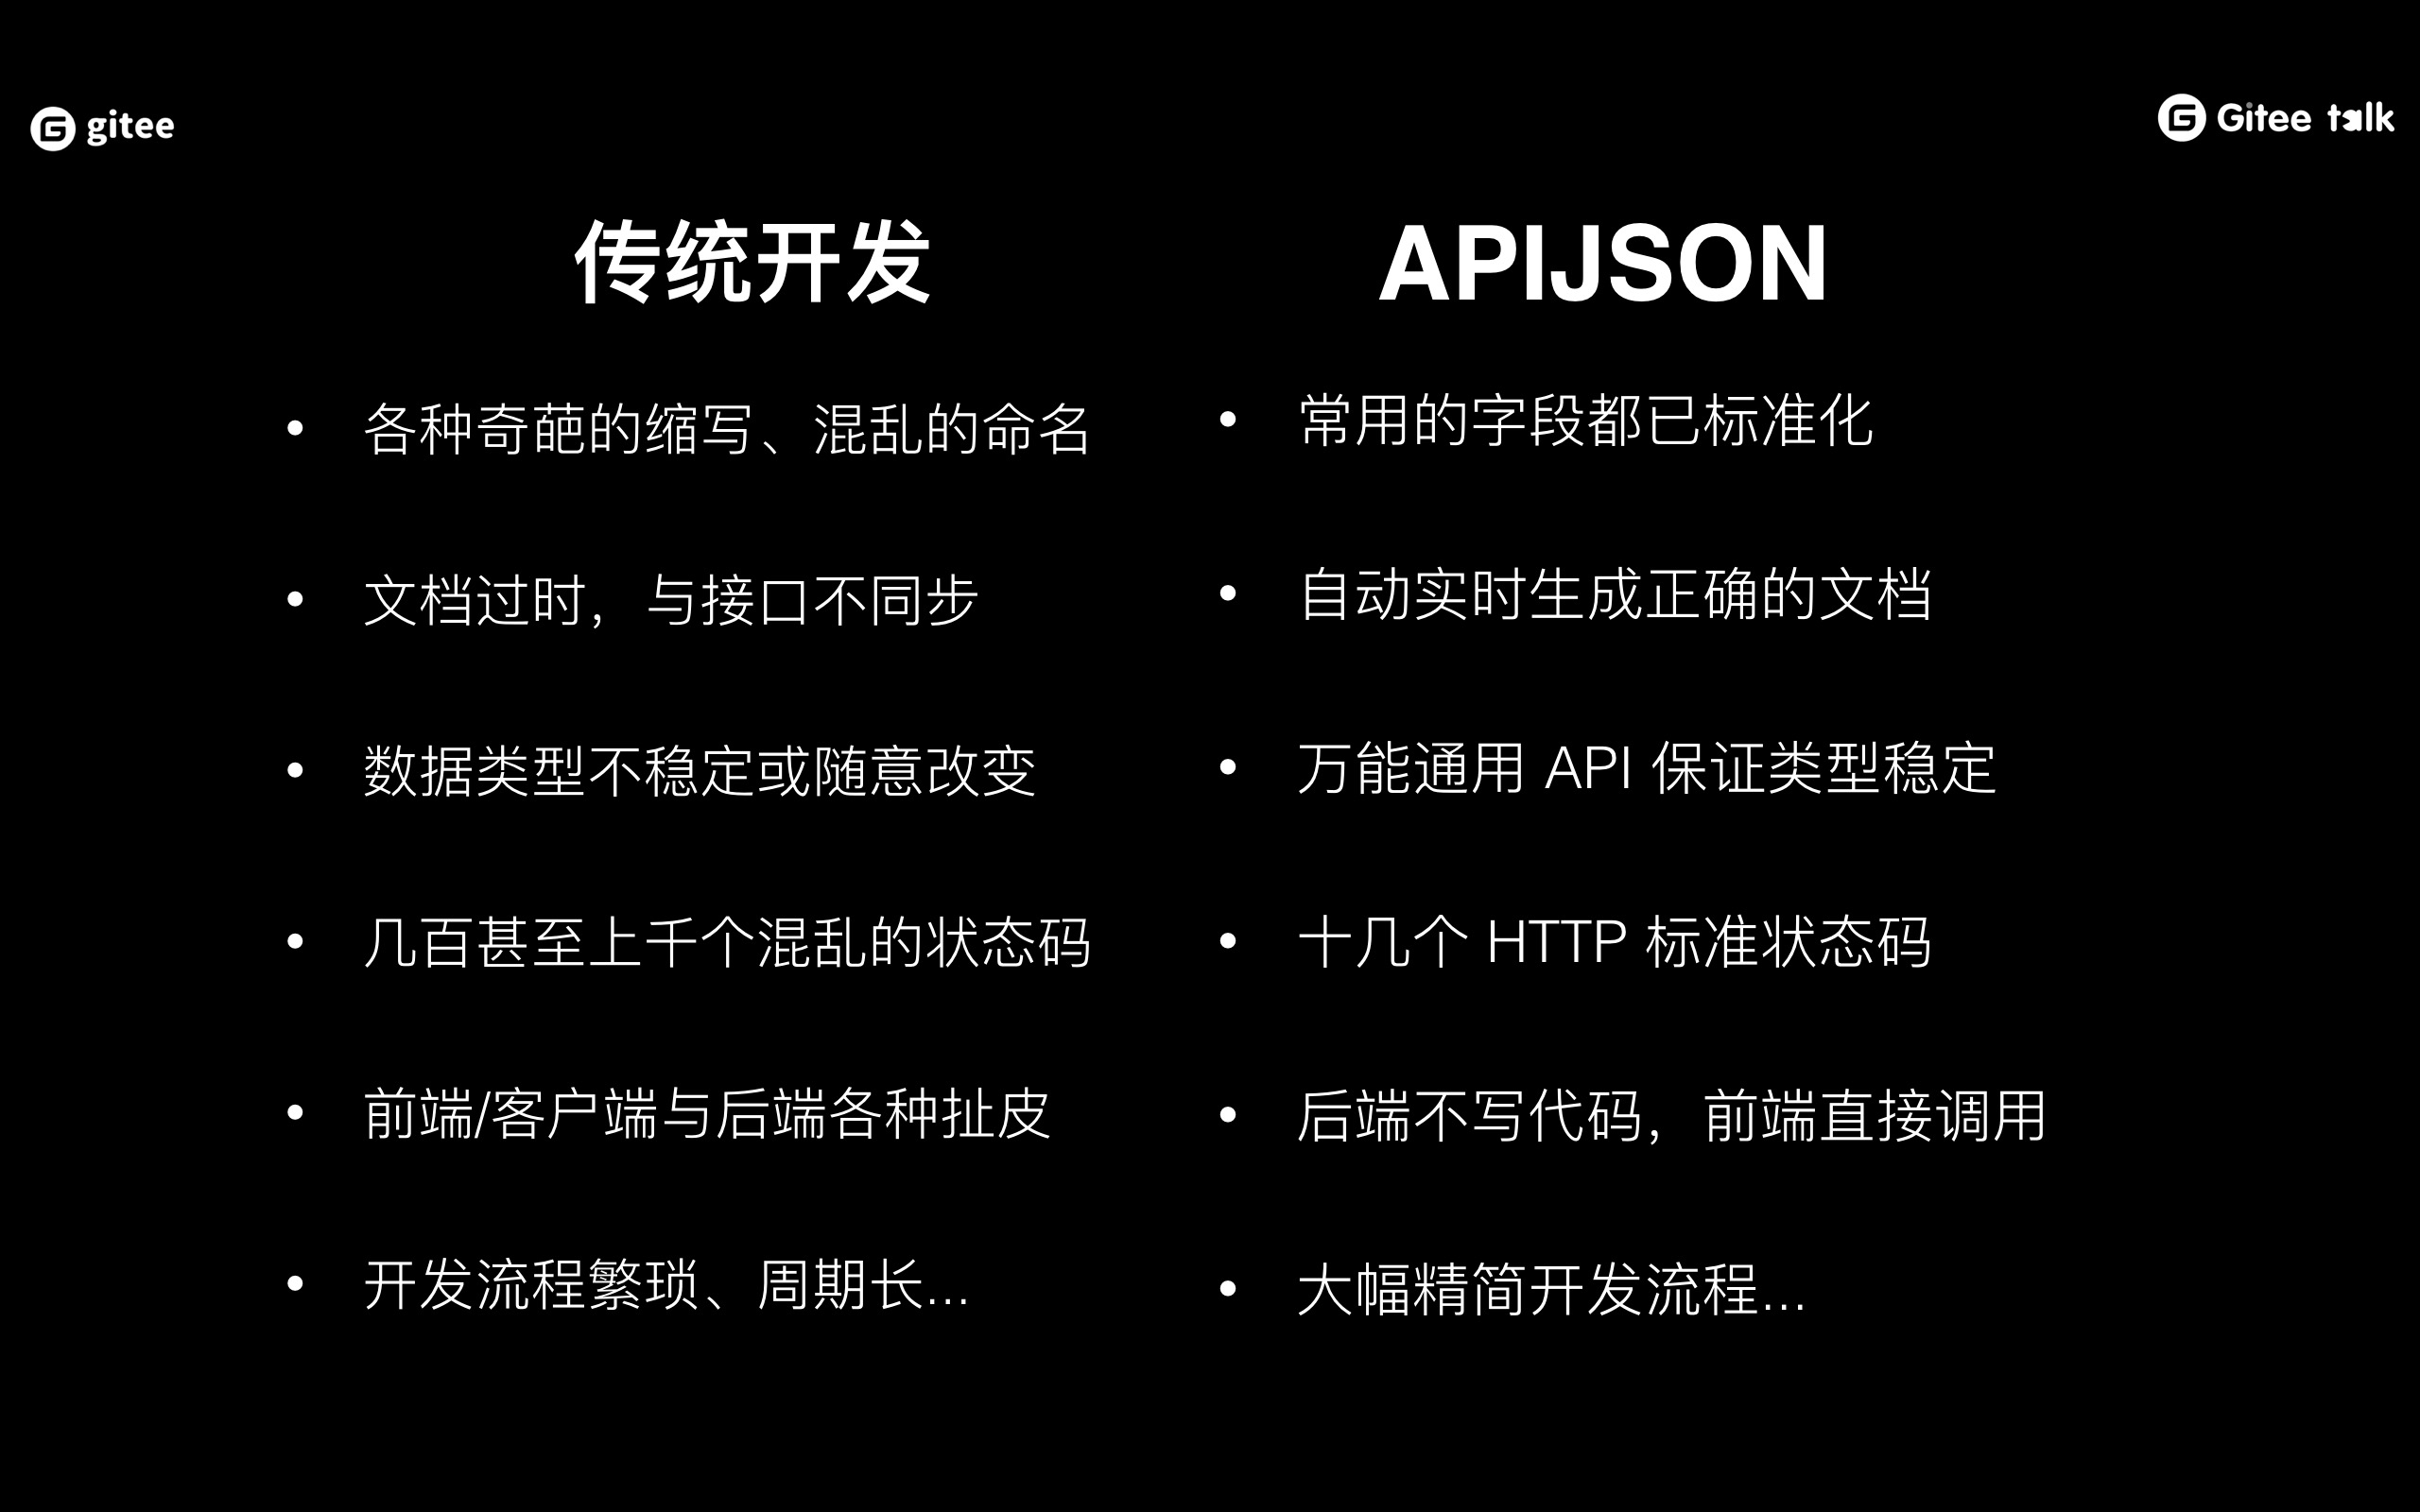 gitee
Gitee talk
传统开发
各种奇葩的缩写、混乱的命名
文档过时，与接口不同步
数据类型不稳定或随意改变
几百甚至上千个混乱的状态码
前端/客户端与后端各种扯皮
开发流程繁琐、周期长...
APIJSON
常用的字段都已标准化
自动实时生成正确的文档
万能通用 API 保证类型稳定
十几个 HTTP 标准状态码
后端不写代码，前端直接调用
大幅精简开发流程...